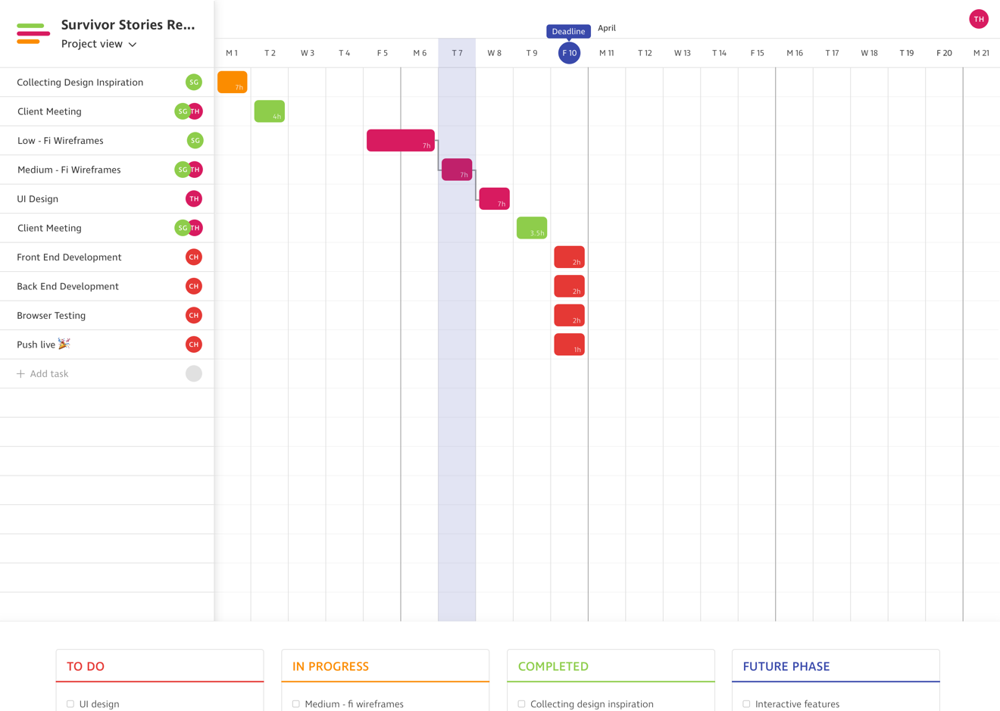 Survivor Stories Re...
Project view
TH
Deadline
April
M 1 T 2 W 3 T 4 F 5 M 6 T 7 W 8 T 9 F 10 M 11 T 12 W 13 T 14 F 15 M 16 T 17 W 18 T 19 F 20 M 21
Collecting Design Inspiration SG 7h
Client Meeting SG TH 4h
Low - Fi Wireframes SG 7h
Medium - Fi Wireframes SG TH 7h
UI Design TH 7h
Client Meeting SG TH 3.5h
Front End Development CH 2h
Back End Development CH 2h
Browser Testing CH 2h
Push live CH 1h
+ Add task
TO DO
UI design
IN PROGRESS
Medium - fi wireframes
COMPLETED
Collecting design inspiration
FUTURE PHASE
Interactive features